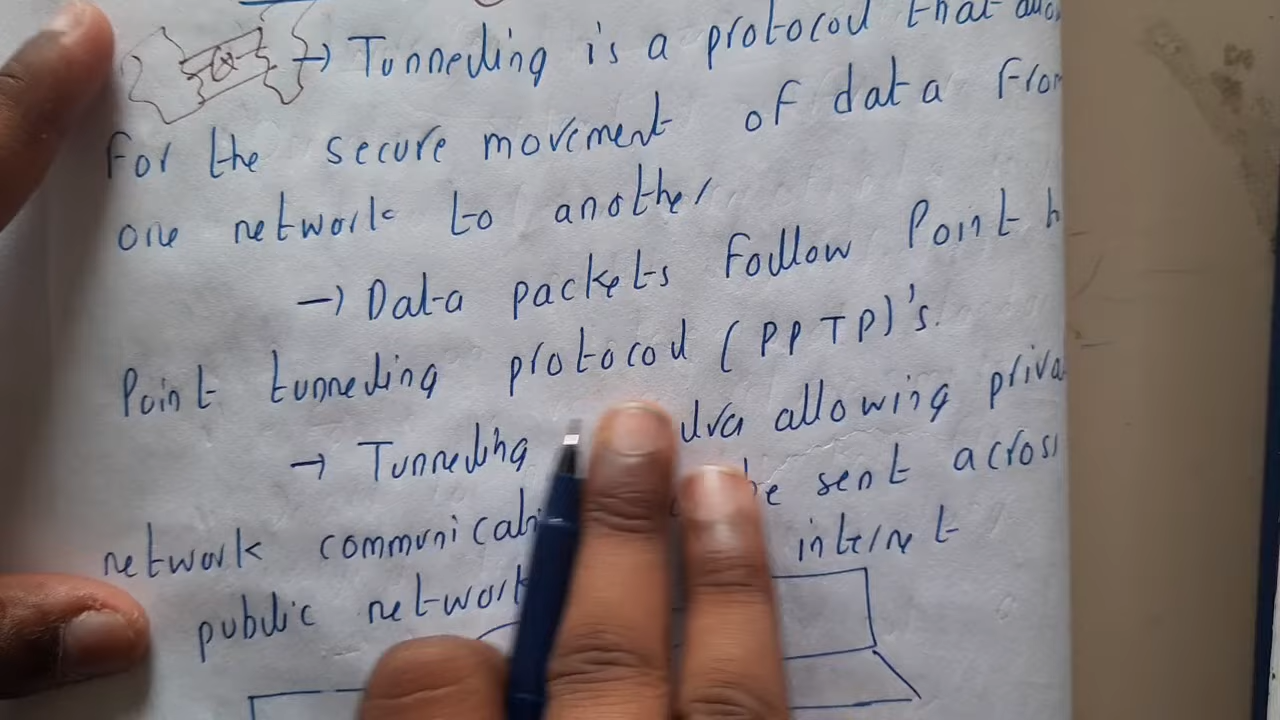 → Tunneling is a protocol that
For the secure movement of data From
one network to another
→ Data packets Follow Point
Point tunneling protocol (PPTP)'s.
→ Tunneling allowing
network be sent across
public network internet